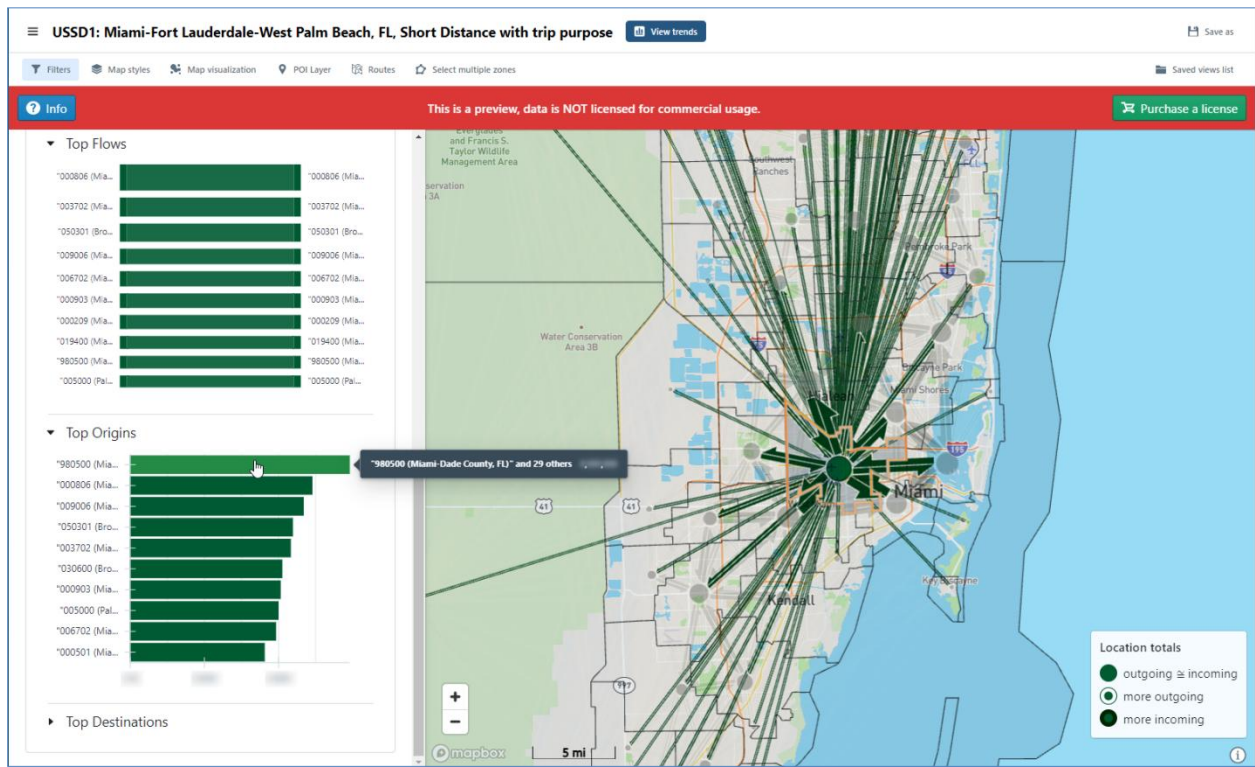 USSD1: Miami-Fort Lauderdale-West Palm Beach, FL, Short Distance with trip purpose
View trends
Save as
Filters
Map styles
Map visualization
POI Layer
Routes
Select multiple zones
Saved views list
Info
This is a preview, data is NOT licensed for commercial usage.
Purchase a license
Top Flows
"000806 (Mia...
"000806 (Mia...
"003702 (Mia...
"003702 (Mia...
"050301 (Bro...
"050301 (Bro...
"009006 (Mia...
"009006 (Mia...
"006702 (Mia...
"006702 (Mia...
"000903 (Mia...
"000903 (Mia...
"000209 (Mia...
"000209 (Mia...
"019400 (Mia...
"019400 (Mia...
"980500 (Mia...
"980500 (Mia...
"005000 (Pal...
"005000 (Pal...
Top Origins
"980500 (Mia...
"000806 (Mia...
"009006 (Mia...
"050301 (Bro...
"003702 (Mia...
"030600 (Bro...
"000903 (Mia...
"005000 (Pal...
"006702 (Mia...
"000501 (Mia...
"980500 (Miami-Dade County, FL)" and 29 others
Top Destinations
Everglades
and Francis S.
Taylor Wildlife
Management Area
servation
3A
Southwest
Ranches
Pembroke Park
Water Conservation
Area 3B
Biscayne Park
Miami Shores
Hialeah
195
Miami
41
41
Key Biscayne
Kendall
997
+
−
mapbox
5 mi
Location totals
outgoing ≅ incoming
more outgoing
more incoming